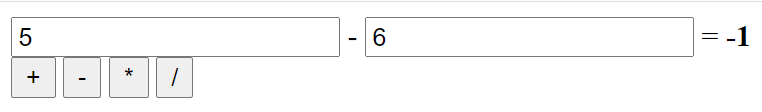 5 - 6 = -1
+ - * /